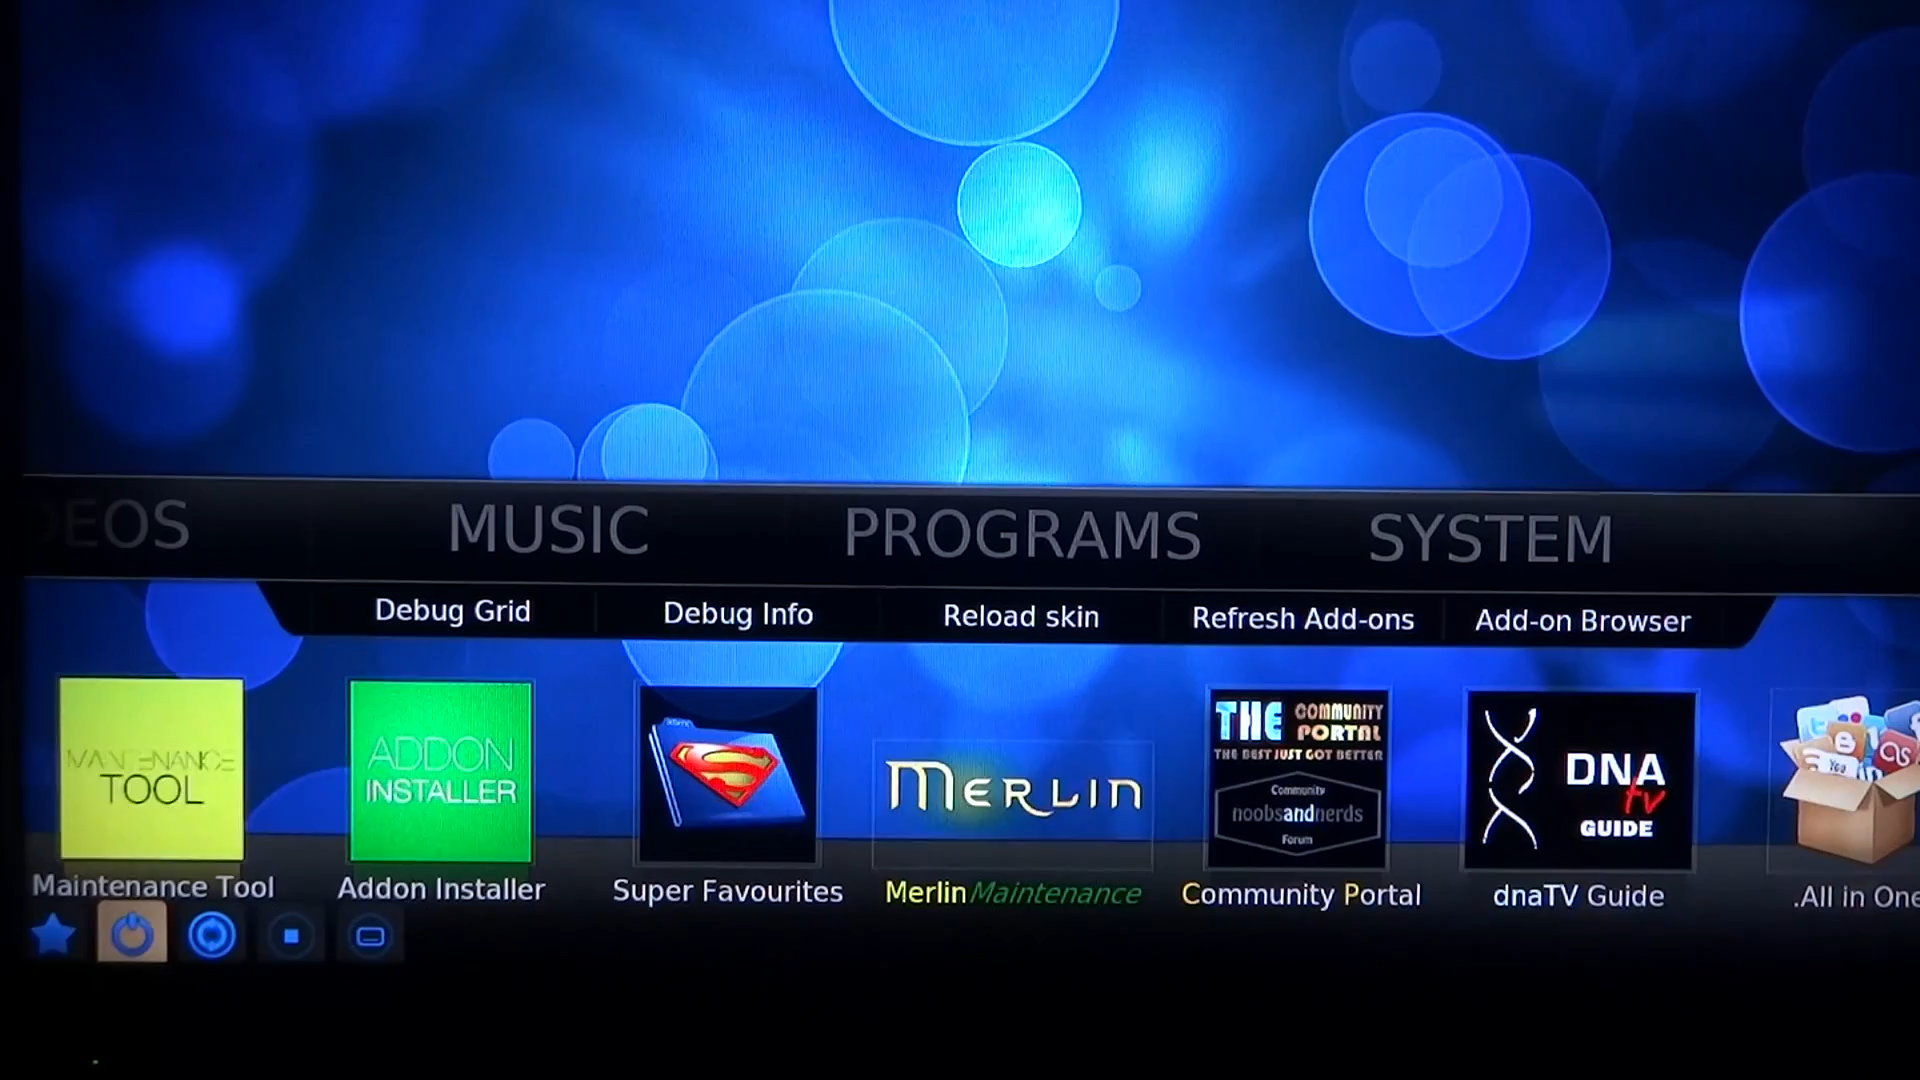 EOS MUSIC PROGRAMS SYSTEM
Debug Grid Debug Info Reload skin Refresh Add-ons Add-on Browser
MAINTENANCE
TOOL
ADDON
INSTALLER
MERLIN
THE COMMUNITY
PORTAL
THE BEST JUST GOT BETTER
Community
noobsandnerds
Forum
DNA
tv
GUIDE
You
Maintenance Tool Addon Installer Super Favourites Merlin Maintenance Community Portal dnaTV Guide .All in One